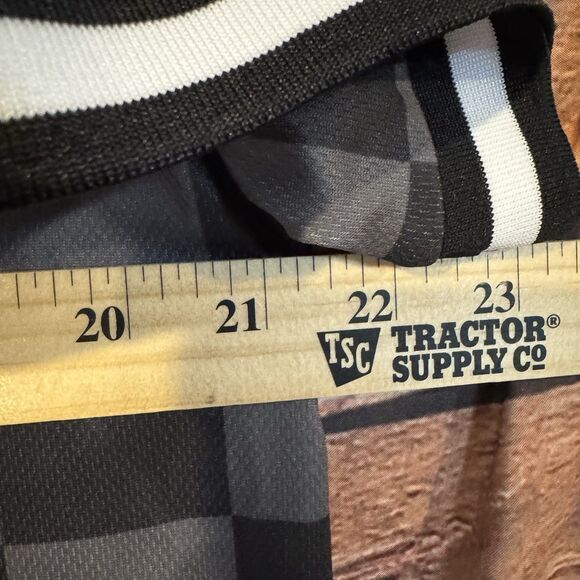 20 21 22 23
TSC TRACTOR®
SUPPLY CO